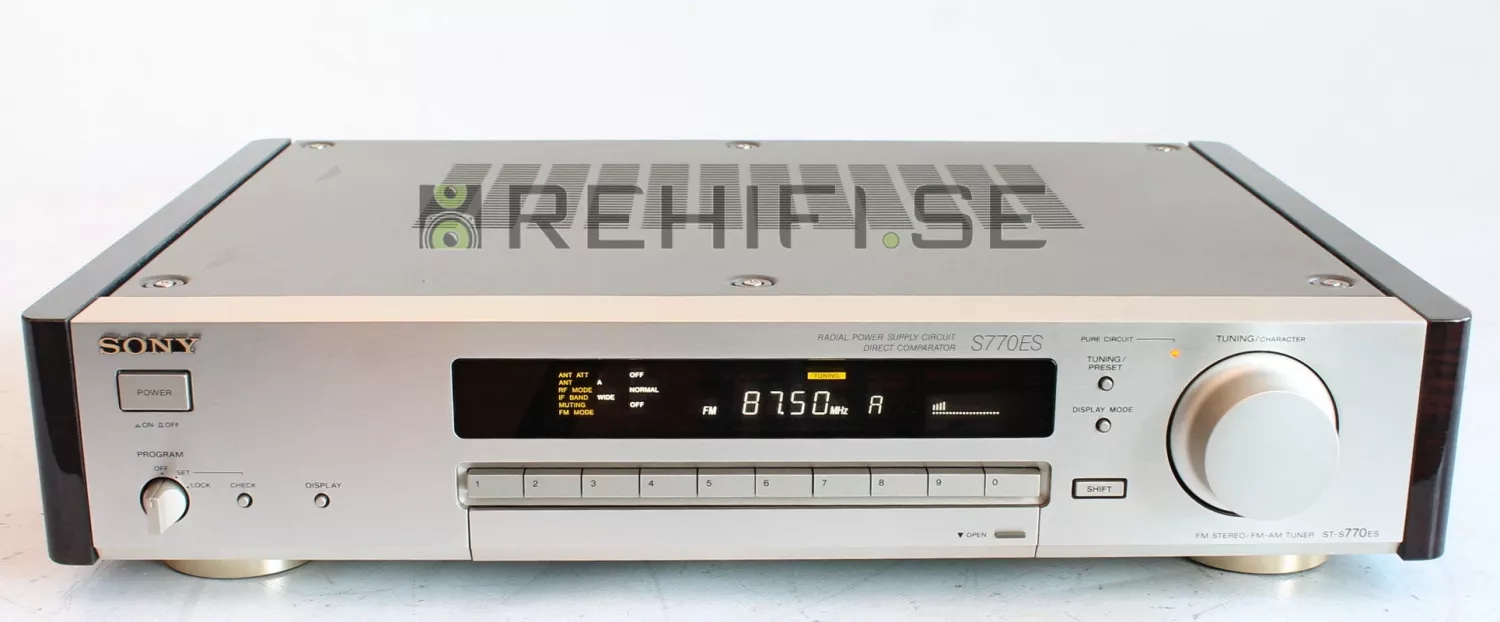 REHIFI.SE
SONY
RADIAL POWER SUPPLY CIRCUIT
DIRECT COMPARATOR S770ES
PURE CIRCUIT
TUNING/CHARACTER
POWER
ON OFF
ANT ATT OFF
ANT A
RF MODE NORMAL
IF BAND WIDE
MUTING OFF
FM MODE
TUNING
FM 87.50MHz A
TUNING/
PRESET
DISPLAY MODE
PROGRAM
OFF
SET
LOCK
CHECK
DISPLAY
1 2 3 4 5 6 7 8 9 0
SHIFT
▼ OPEN
FM STEREO/FM-AM TUNER ST-S770ES